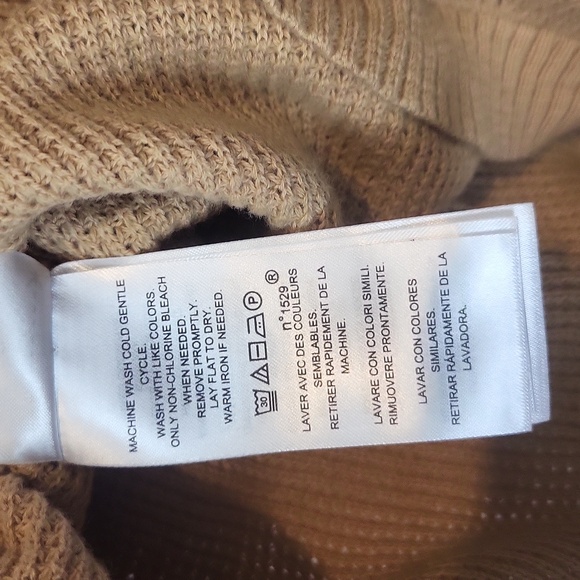 MACHINE WASH COLD GENTLE
CYCLE.
WASH WITH LIKE COLORS.
ONLY NON-CHLORINE BLEACH
WHEN NEEDED.
REMOVE PROMPTLY.
LAY FLAT TO DRY.
WARM IRON IF NEEDED.
30 P ®
n°1529
LAVER AVEC DES COULEURS
SEMBLABLES.
RETIRER RAPIDEMENT DE LA
MACHINE.
LAVARE CON COLORI SIMILI.
RIMUOVERE PRONTAMENTE.
LAVAR CON COLORES
SIMILARES.
RETIRAR RÁPIDAMENTE DE LA
LAVADORA.